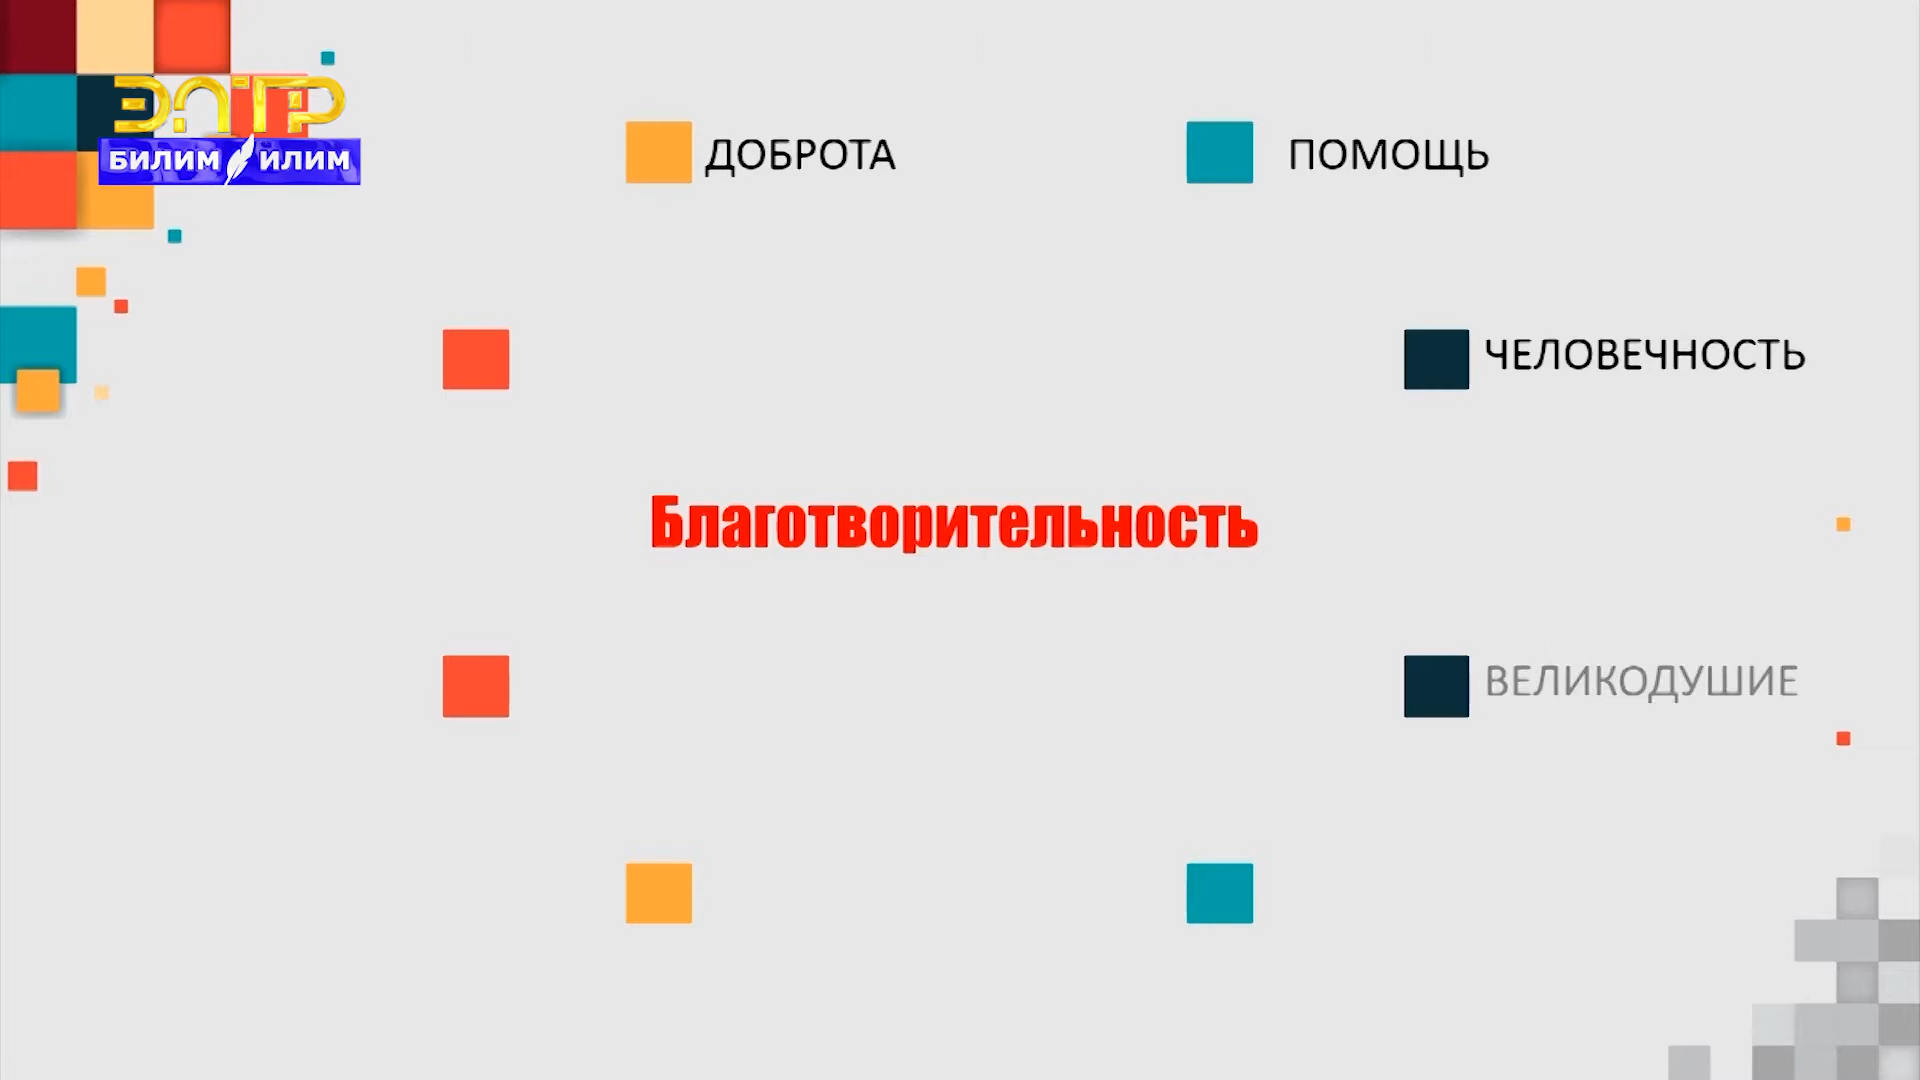 ЭЛТР
БИЛИМ ИЛИМ
ДОБРОТА
ПОМОЩЬ
ЧЕЛОВЕЧНОСТЬ
Благотворительность
ВЕЛИКОДУШИЕ